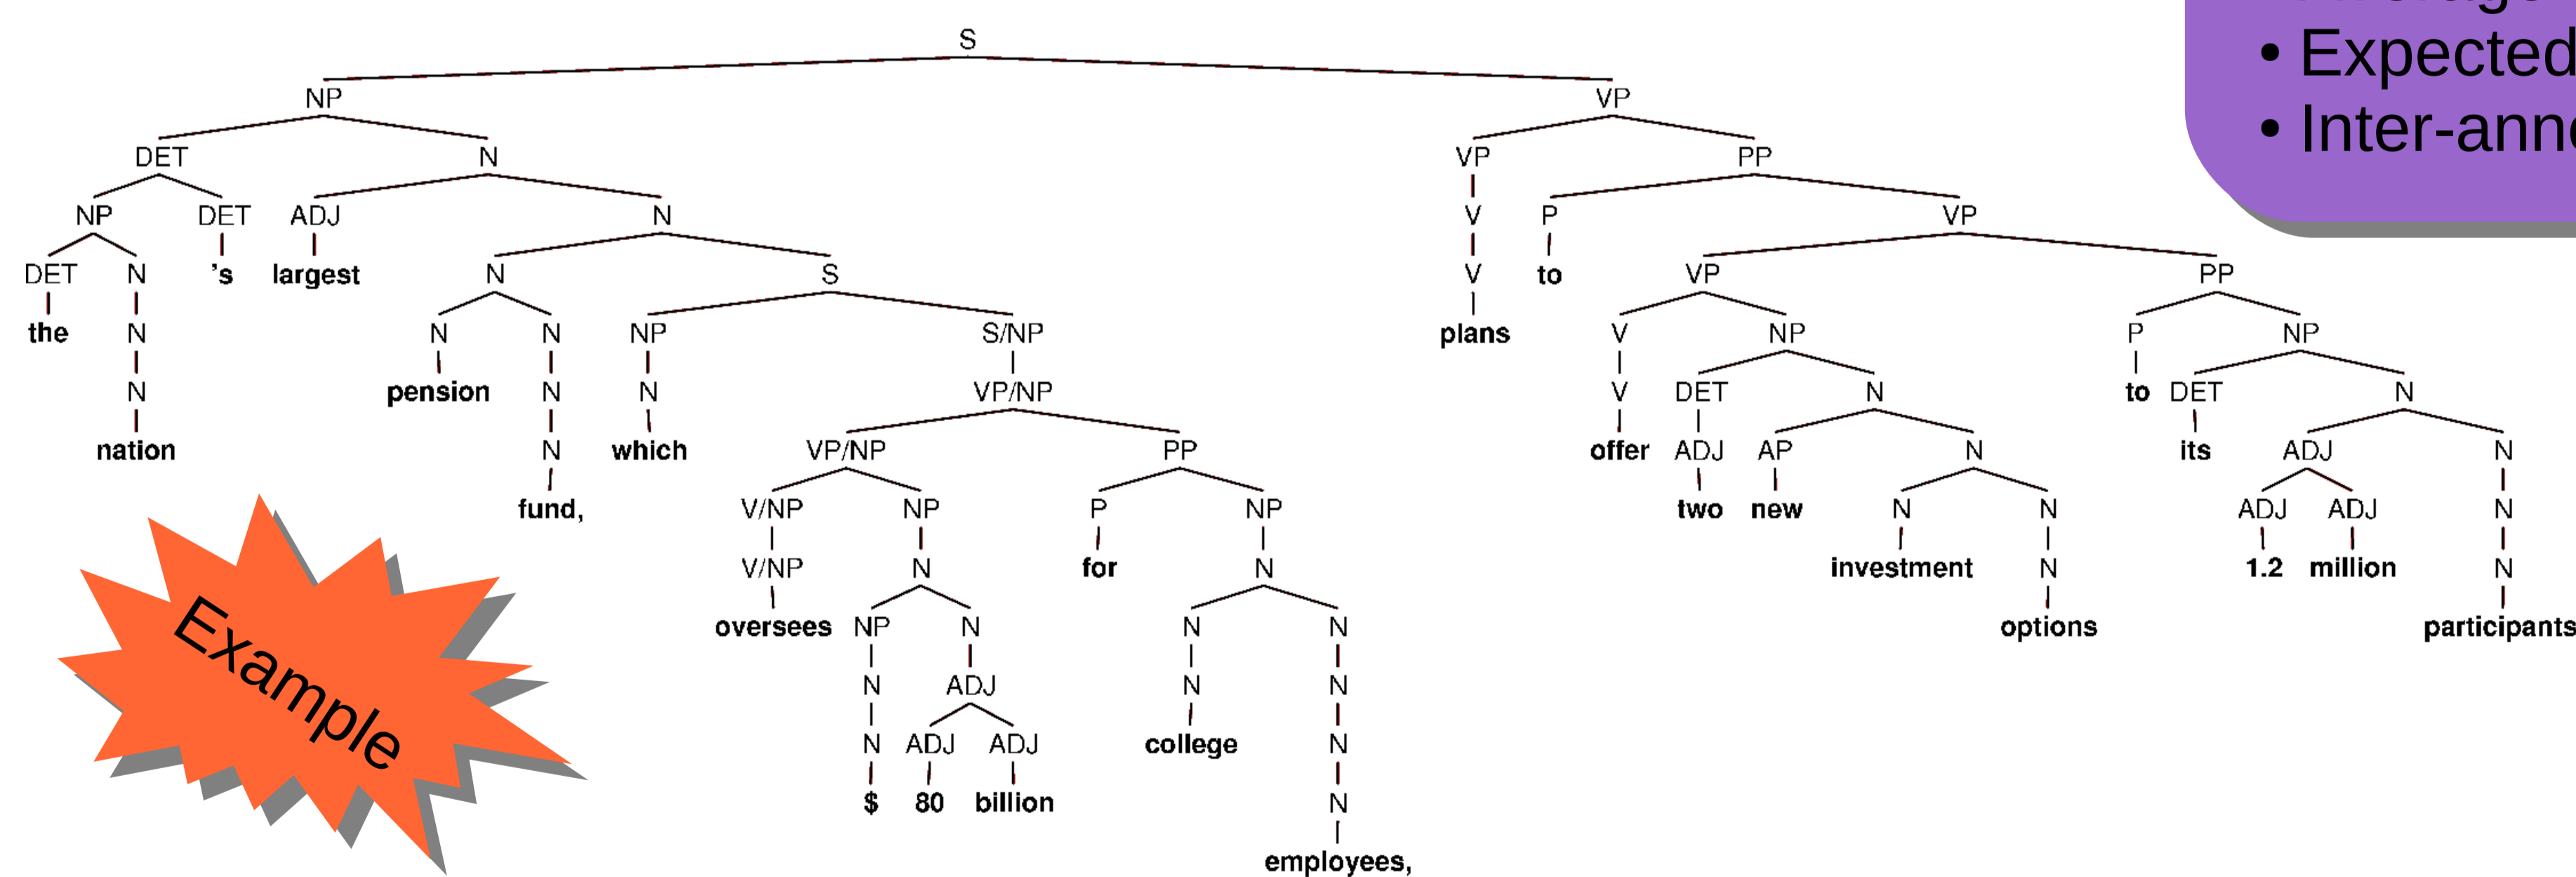 S
NP VP
DET N VP PP
NP DET ADJ N V P VP
DET N 's largest N S V to VP PP
the N N N NP S/NP plans V NP P NP
N pension N N VP/NP V DET N to DET N
nation N which VP/NP PP offer ADJ AP N its ADJ N
fund, V/NP NP P NP two new N N ADJ ADJ N
V/NP N for N investment N 1.2 million N
oversees NP N N N options participants
N ADJ N N
N ADJ ADJ college N
$ 80 billion N
employees,
Example
• Expected
• Inter-anno